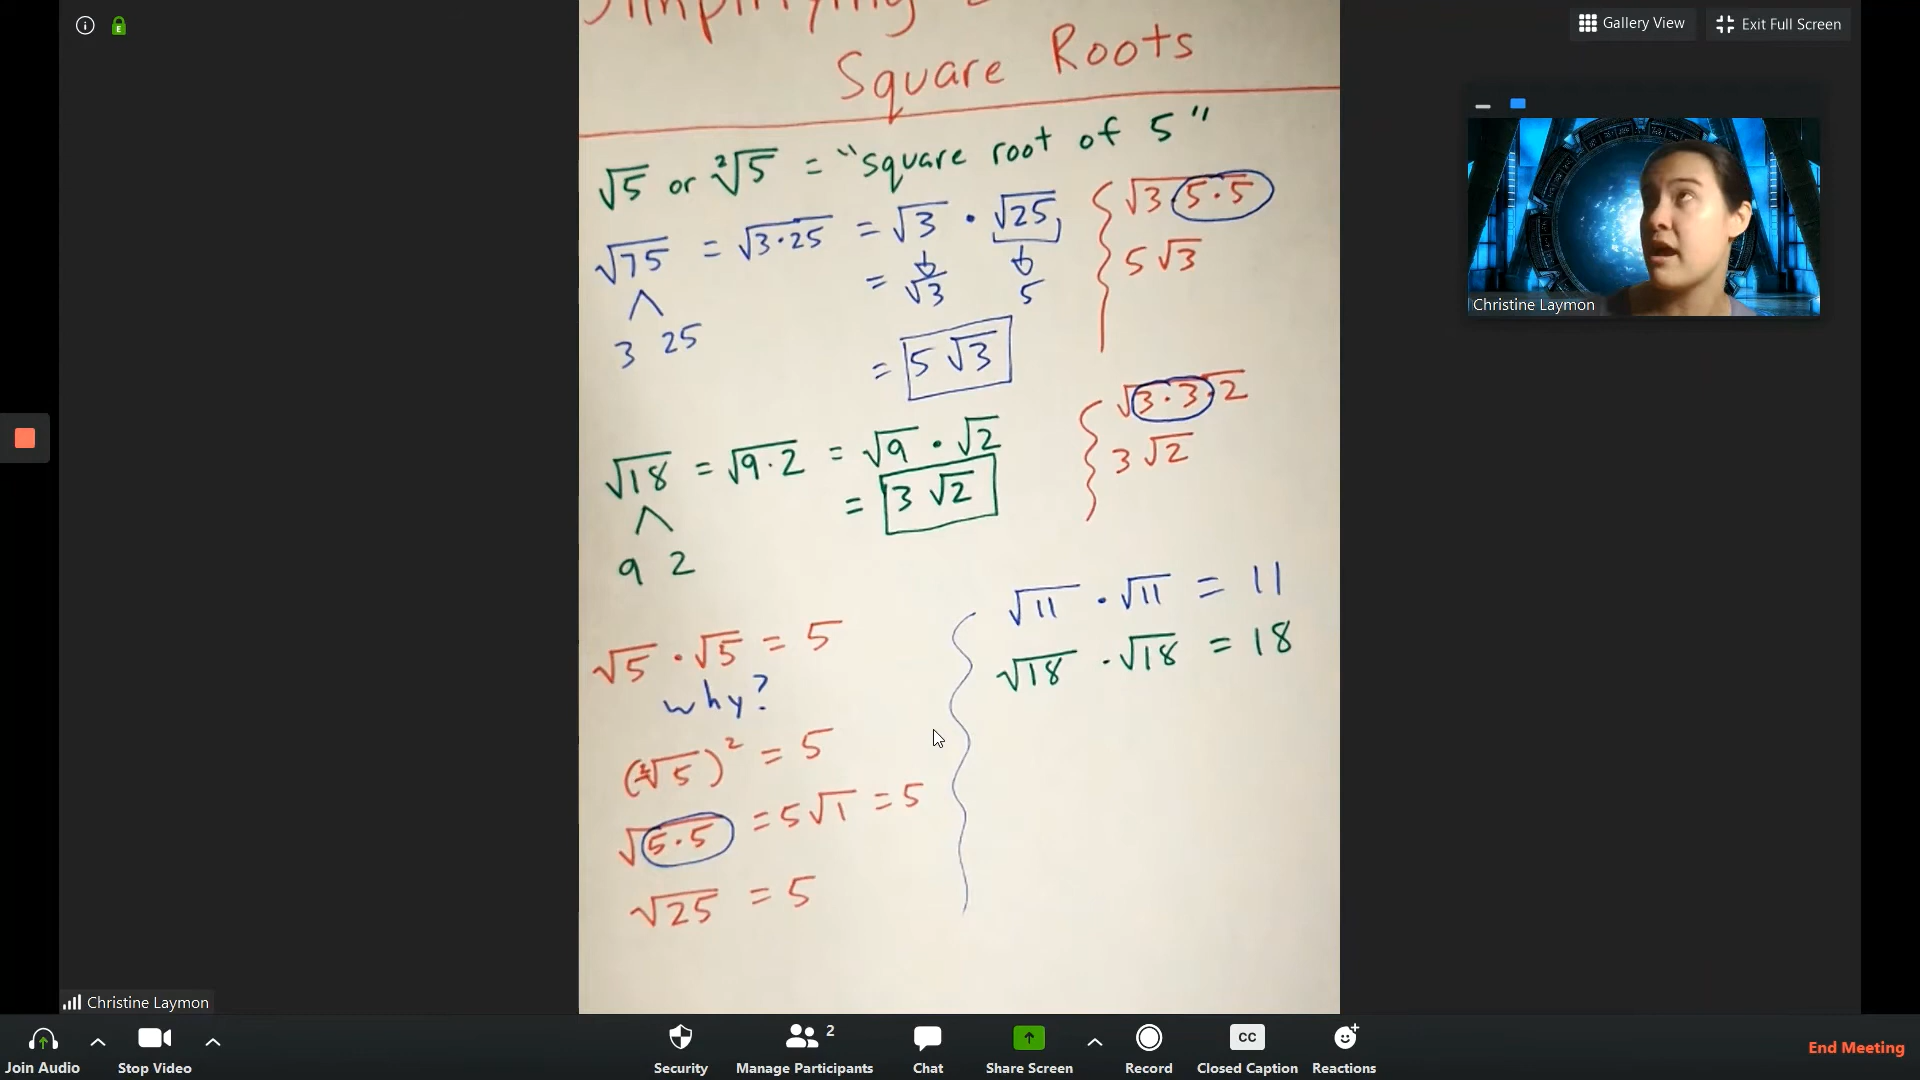 Gallery View
Exit Full Screen
Simplifying
Square Roots
√5 or ²√5 = "square root of 5"
√75 = √3·25 = √3 · √25
3 25
= √3 5
= 5√3
√3·5·5
5√3
√18 = √9·2 = √9 · √2
9 2
= 3√2
√3·3·2
3√2
√5 · √5 = 5
why?
(²√5)² = 5
√5·5 = 5√1 = 5
√25 = 5
√11 · √11 = 11
√18 · √18 = 18
Christine Laymon
Christine Laymon
Join Audio
Stop Video
Security
2
Manage Participants
Chat
Share Screen
Record
CC
Closed Caption
Reactions
End Meeting